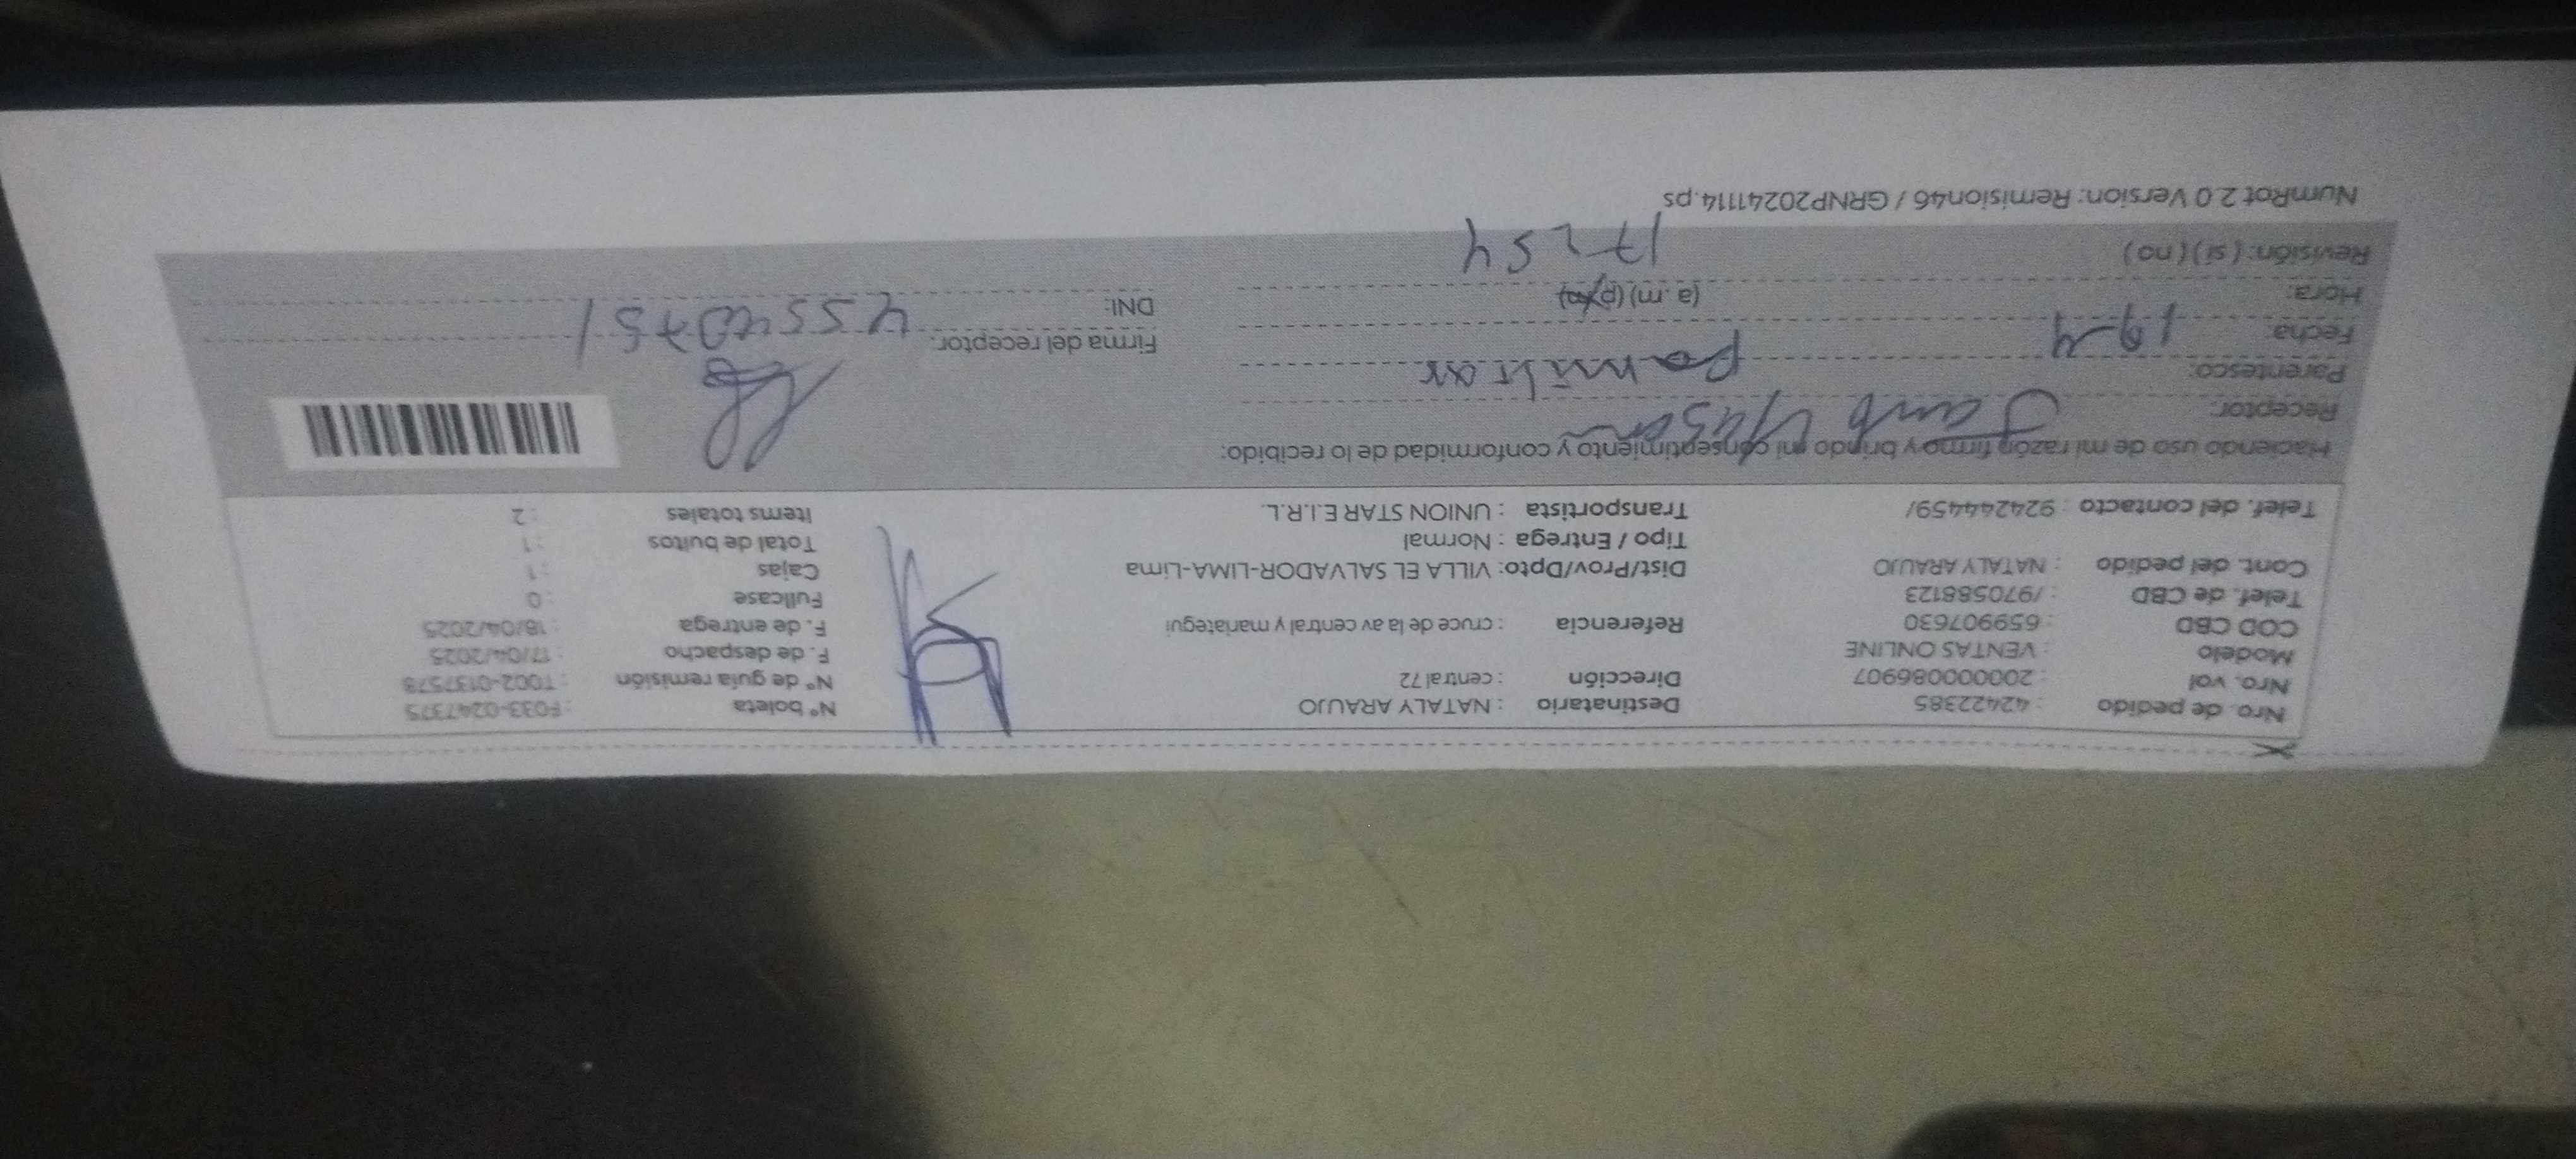 Nro. de pedido : 42422385
Nro. vol : 2000000086907
Modelo : VENTAS ONLINE
COD CBD : 659907630
Telef. de CBD : /970588123
Cont. del pedido : NATALY ARAUJO
Telef. del contacto : 924244459/
Destinatario : NATALY ARAUJO
Dirección : central 72
Referencia : cruce de la av central y mariategui
Dist/Prov/Dpto: VILLA EL SALVADOR-LIMA-Lima
Tipo / Entrega : Normal
Transportista : UNION STAR E.I.R.L.
N° boleta : F033-0247375
N° de guía remisión : T002-0137573
F. de despacho : 17/04/2025
F. de entrega : 18/04/2025
Fullcase : 0
Cajas : 1
Total de bultos : 1
Items totales : 2
Haciendo uso de mi razón firmo y brindo mi consentimiento y conformidad de lo recibido:
Receptor:
Parentesco: Familiar
Fecha: 19-4
Hora: (a.m) (p.m)
17:54
Revisión: (si) (no)
Firma del receptor:
DNI:
NumRot 2.0 Version: Remision46 / GRNP20241114.ps